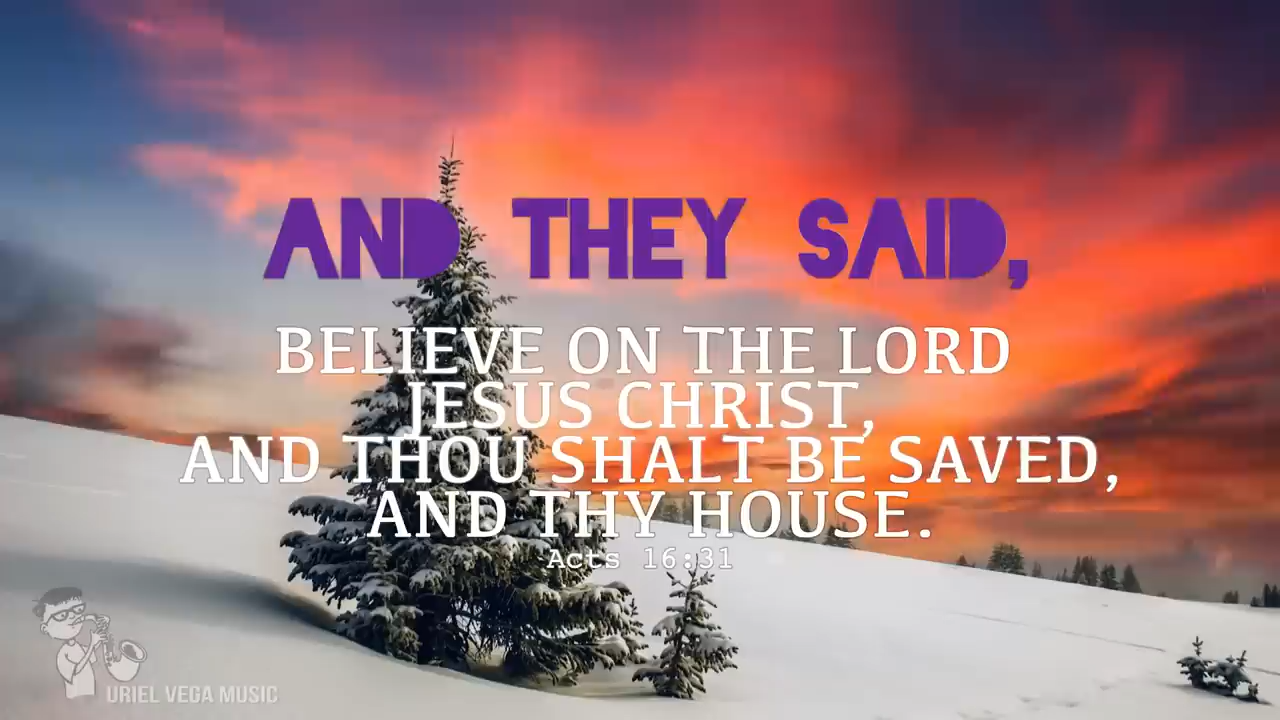 AND THEY SAID,
BELIEVE ON THE LORD
JESUS CHRIST,
AND THOU SHALT BE SAVED,
AND THY HOUSE.
Acts 16:31
URIEL VEGA MUSIC